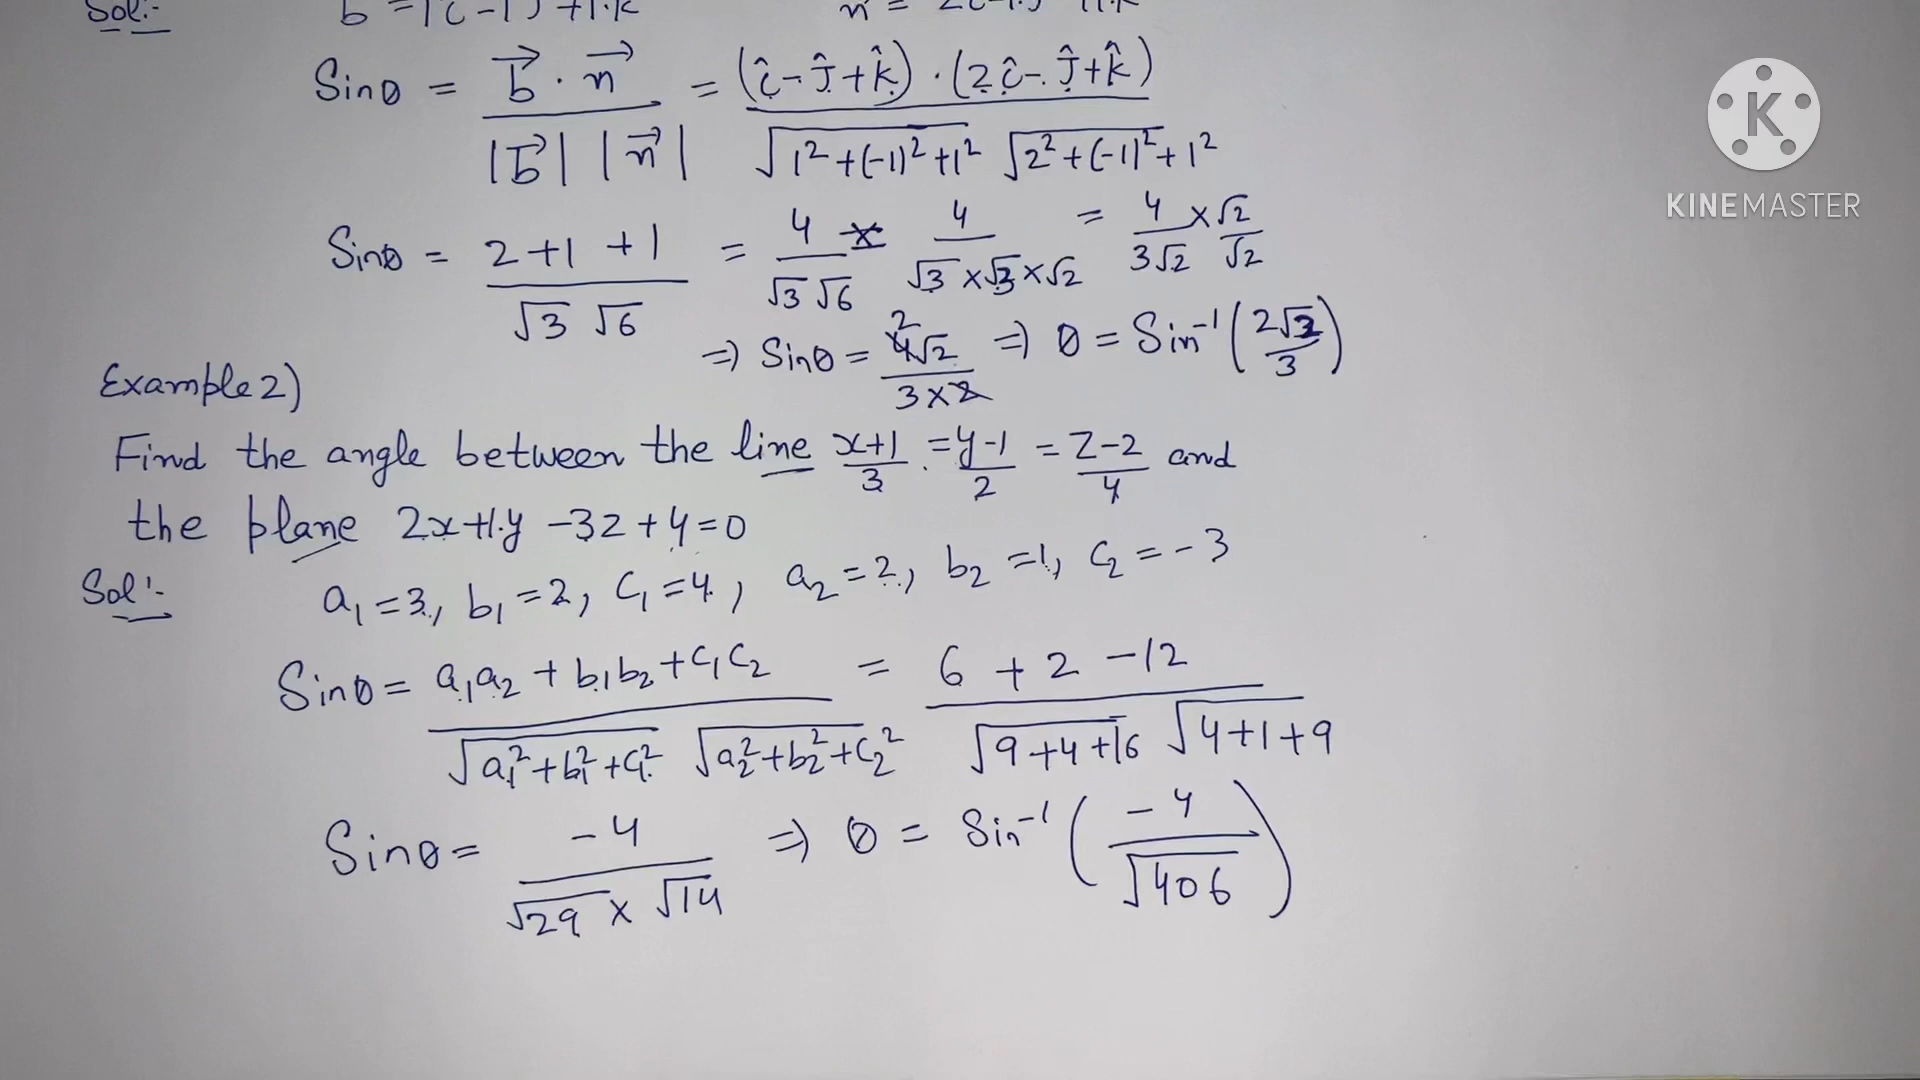 Sol:-
Sinθ = b⃗ · n⃗ / |b⃗| |n⃗| = (î - ĵ + k̂) · (2î - ĵ + k̂) / √1²+(-1)²+1² √2²+(-1)²+1²
Sinθ = 2+1+1 / √3 √6 = 4 / √3 √6 4 / √3 × √3 × √2 = 4 / 3√2 × √2 / √2
⇒ Sinθ = 4√2 / 3×2 ⇒ θ = Sin⁻¹ (2√2 / 3)
Example 2)
Find the angle between the line x+1/3 = y-1/2 = z-2/4 and
the plane 2x+1.y -3z+4=0
Sol:-
a₁=3, b₁=2, c₁=4, a₂=2, b₂=1, c₂=-3
Sinθ = a₁a₂ + b₁b₂ + c₁c₂ / √a₁²+b₁²+c₁² √a₂²+b₂²+c₂² = 6+2-12 / √9+4+16 √4+1+9
Sinθ = -4 / √29 × √14 ⇒ θ = Sin⁻¹ (-4 / √406)
K
KINEMASTER